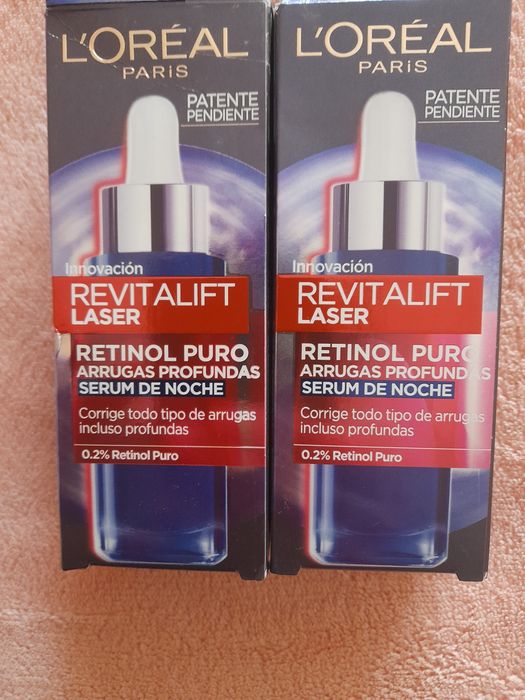 L'ORÉAL
PARIS
PATENTE
PENDIENTE
Innovación
REVITALIFT
LASER
RETINOL PURO
ARRUGAS PROFUNDAS
SERUM DE NOCHE
Corrige todo tipo de arrugas
incluso profundas
0.2% Retinol Puro
L'ORÉAL
PARIS
PATENTE
PENDIENTE
Innovación
REVITALIFT
LASER
RETINOL PURO
ARRUGAS PROFUNDAS
SERUM DE NOCHE
Corrige todo tipo de arrugas
incluso profundas
0.2% Retinol Puro